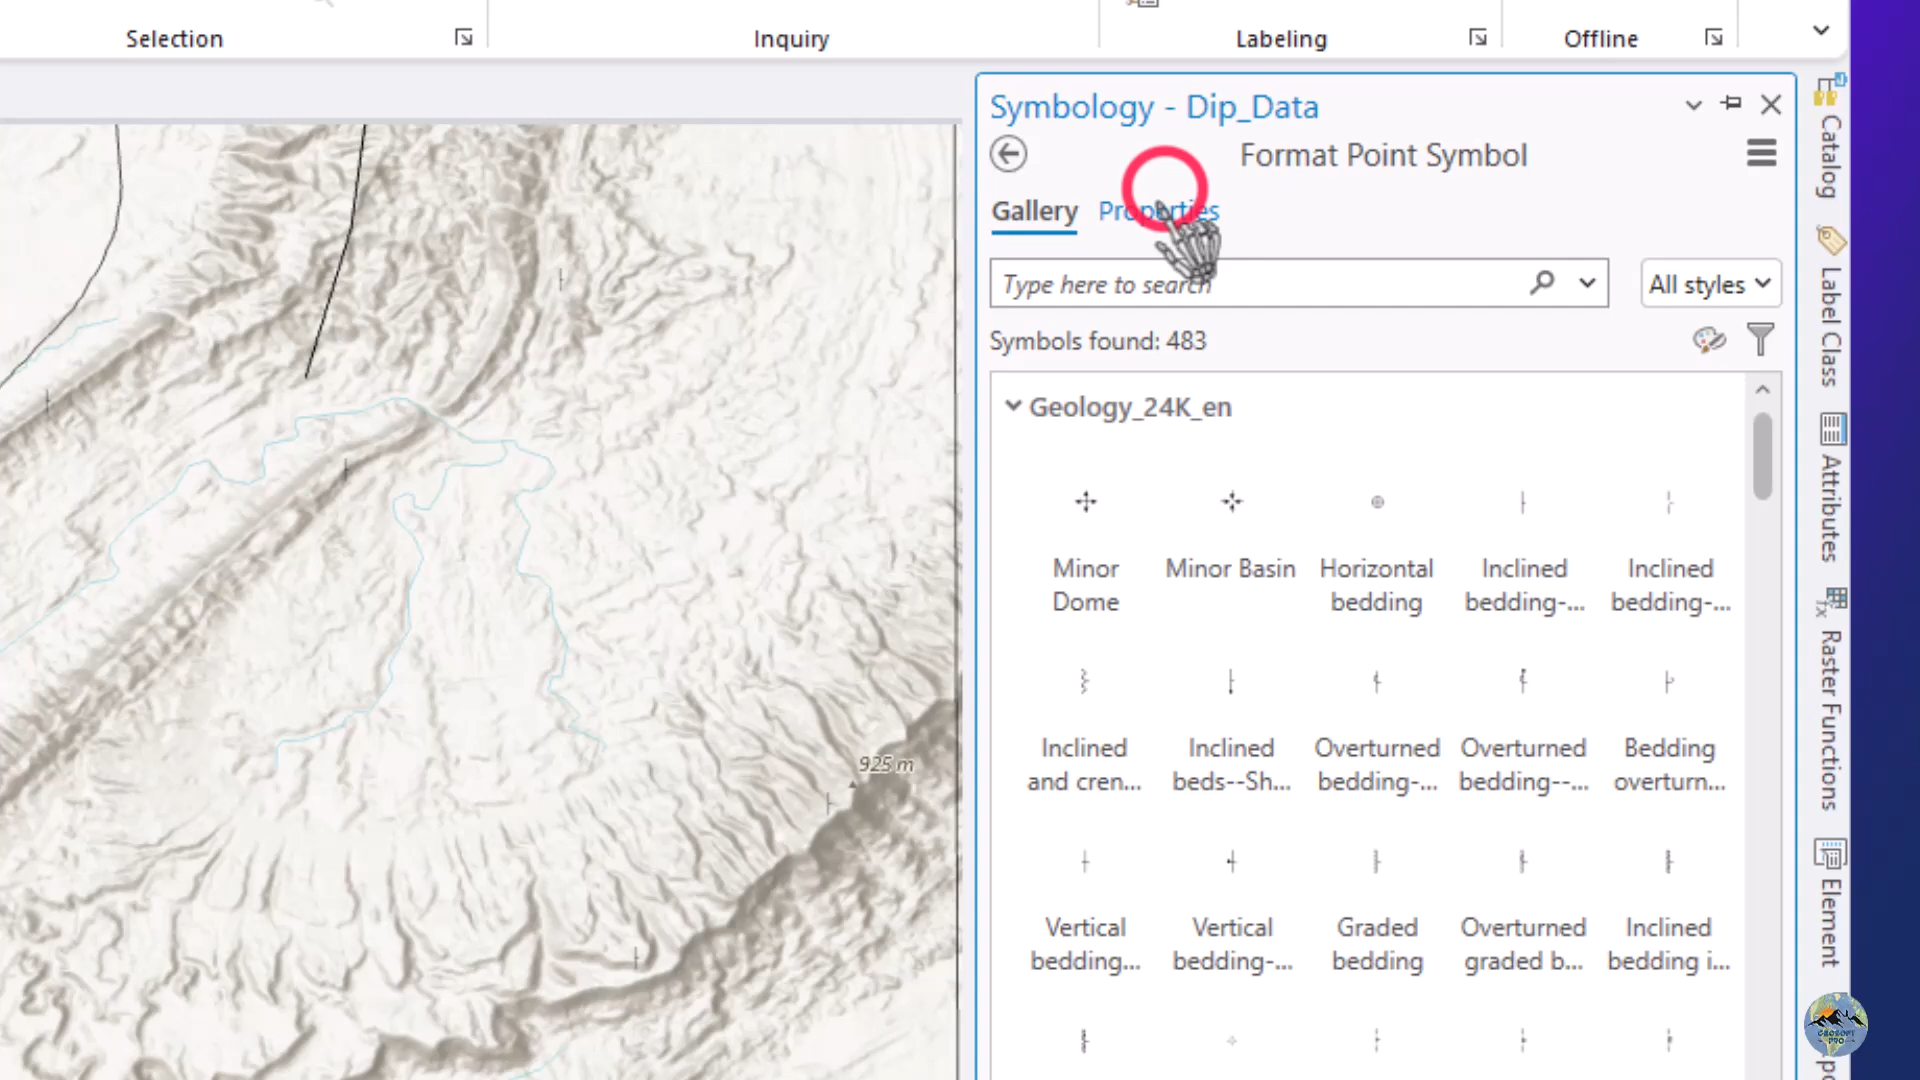 Selection
Inquiry
Labeling
Offline
Symbology - Dip_Data
Format Point Symbol
Gallery
Properties
Type here to search
All styles
Symbols found: 483
Geology_24K_en
Minor Dome
Minor Basin
Horizontal bedding
Inclined bedding-...
Inclined bedding-...
Inclined and cren...
Inclined beds--Sh...
Overturned bedding-...
Overturned bedding--...
Bedding overturn...
Vertical bedding...
Vertical bedding-...
Graded bedding
Overturned graded b...
Inclined bedding i...
925 m
Catalog
Label Class
Attributes
Raster Functions
Element